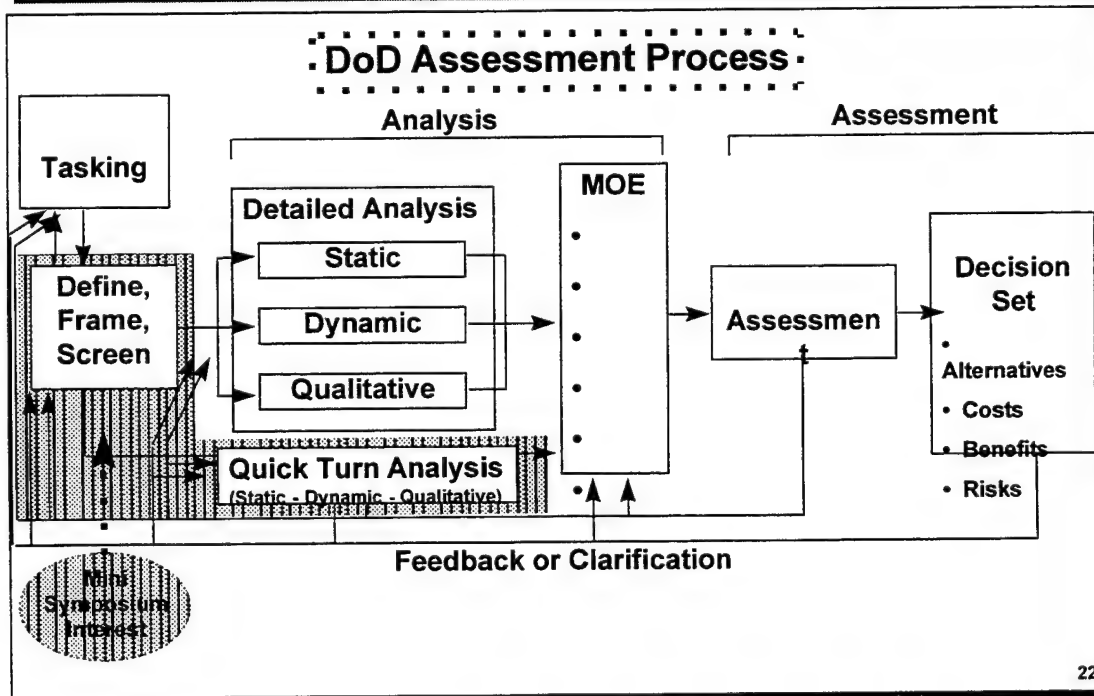 DoD Assessment Process
Analysis
Assessment
Tasking
MOE
Detailed Analysis
Static
Define,
Frame,
Screen
Dynamic
Qualitative
Assessmen
t
Decision
Set
•
Alternatives
• Costs
• Benefits
• Risks
•
•
•
•
•
•
Quick Turn Analysis
(Static - Dynamic - Qualitative)
Feedback or Clarification
Mini
Symposium
Interest
22